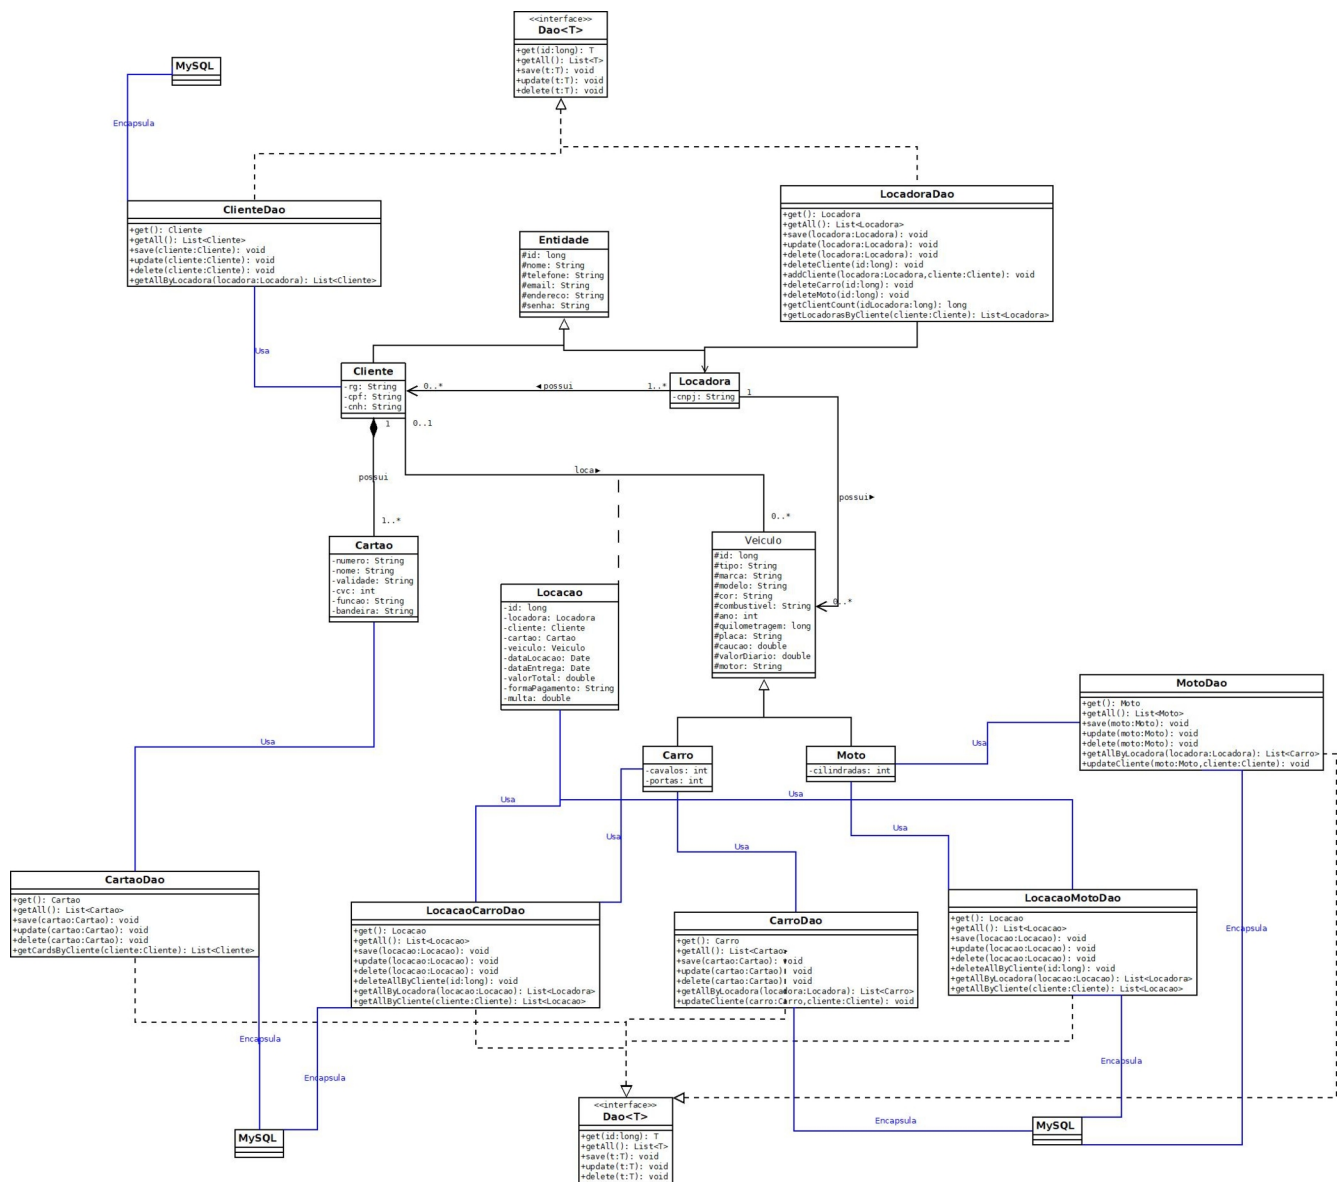 <<interface>>
Dao<T>
+get(id:long): T
+getAll(): List<T>
+save(t:T): void
+update(t:T): void
+delete(t:T): void
MySQL
Encapsula
ClienteDao
+get(): Cliente
+getAll(): List<Cliente>
+save(cliente:Cliente): void
+update(cliente:Cliente): void
+delete(cliente:Cliente): void
+getAllByLocadora(locadora:Locadora): List<Cliente>
LocadoraDao
+get(): Locadora
+getAll(): List<Locadora>
+save(locadora:Locadora): void
+update(locadora:Locadora): void
+delete(locadora:Locadora): void
+deleteCliente(id:long): void
+addCliente(locadora:Locadora,cliente:Cliente): void
+deleteCarro(id:long): void
+deleteMoto(id:long): void
+getClientCount(idLocadora:long): long
+getLocadorasByCliente(cliente:Cliente): List<Locadora>
Entidade
#id: long
#nome: String
#telefone: String
#email: String
#endereco: String
#senha: String
Usa
Cliente
-rg: String
-cpf: String
-cnh: String
0..*
◄possui
1..*
Locadora
-cnpj: String
1
1
0..1
possui
1..*
loca►
possui►
0..*
0..*
Cartao
-numero: String
-nome: String
-validade: String
-cvc: int
-funcao: String
-bandeira: String
Locacao
-id: long
-locadora: Locadora
-cliente: Cliente
-cartao: Cartao
-veiculo: Veiculo
-dataLocacao: Date
-dataEntrega: Date
-valorTotal: double
-formaPagamento: String
-multa: double
Veiculo
#id: long
#tipo: String
#marca: String
#modelo: String
#cor: String
#combustivel: String
#ano: int
#quilometragem: long
#placa: String
#caucao: double
#valorDiario: double
#motor: String
MotoDao
+get(): Moto
+getAll(): List<Moto>
+save(moto:Moto): void
+update(moto:Moto): void
+delete(moto:Moto): void
+getAllByLocadora(locadora:Locadora): List<Carro>
+updateCliente(moto:Moto,cliente:Cliente): void
Usa
Carro
-cavalos: int
-portas: int
Moto
-cilindradas: int
Usa
Usa
Usa
Usa
Usa
Usa
CartaoDao
+get(): Cartao
+getAll(): List<Cartao>
+save(cartao:Cartao): void
+update(cartao:Cartao): void
+delete(cartao:Cartao): void
+getCardsByCliente(cliente:Cliente): List<Cliente>
LocacaoCarroDao
+get(): Locacao
+getAll(): List<Locacao>
+save(locacao:Locacao): void
+update(locacao:Locacao): void
+delete(locacao:Locacao): void
+deleteAllByCliente(id:long): void
+getAllByLocadora(locacao:Locacao): List<Locadora>
+getAllByCliente(cliente:Cliente): List<Locacao>
CarroDao
+get(): Carro
+getAll(): List<Cartao>
+save(cartao:Cartao): void
+update(cartao:Cartao): void
+delete(cartao:Cartao): void
+getAllByLocadora(locadora:Locadora): List<Carro>
+updateCliente(carro:Carro,cliente:Cliente): void
LocacaoMotoDao
+get(): Locacao
+getAll(): List<Locacao>
+save(locacao:Locacao): void
+update(locacao:Locacao): void
+delete(locacao:Locacao): void
+deleteAllByCliente(id:long): void
+getAllByLocadora(locacao:Locacao): List<Locadora>
+getAllByCliente(cliente:Cliente): List<Locacao>
Encapsula
Encapsula
Encapsula
Encapsula
Encapsula
MySQL
<<interface>>
Dao<T>
+get(id:long): T
+getAll(): List<T>
+save(t:T): void
+update(t:T): void
+delete(t:T): void
MySQL